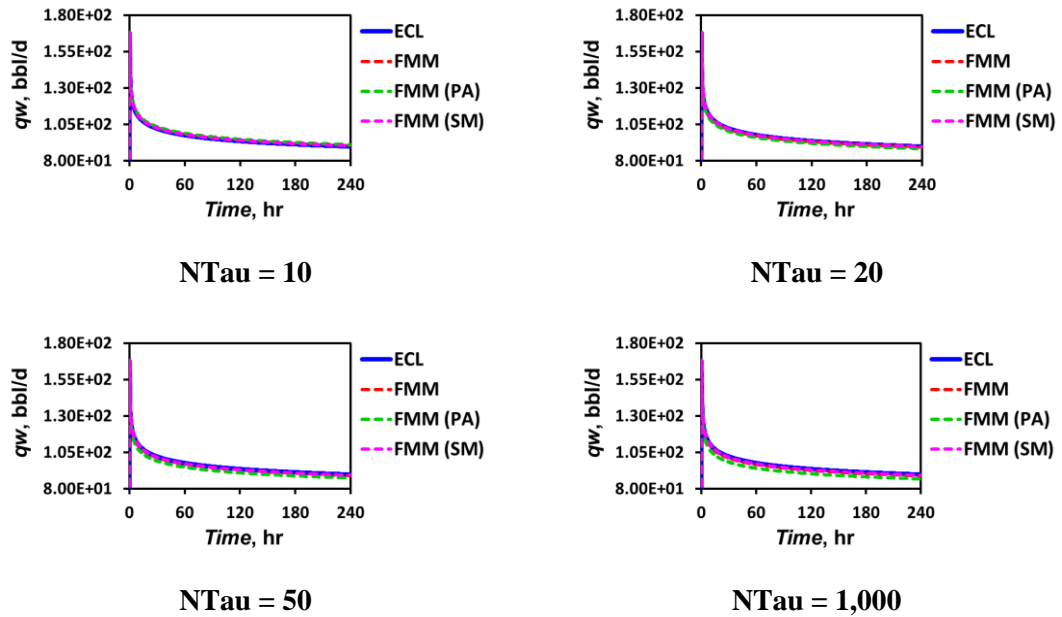 1.80E+02
1.55E+02
1.30E+02
1.05E+02
8.00E+01
qw, bbl/d
0 60 120 180 240
Time, hr
ECL
FMM
FMM (PA)
FMM (SM)
NTau = 10
1.80E+02
1.55E+02
1.30E+02
1.05E+02
8.00E+01
qw, bbl/d
0 60 120 180 240
Time, hr
ECL
FMM
FMM (PA)
FMM (SM)
NTau = 20
1.80E+02
1.55E+02
1.30E+02
1.05E+02
8.00E+01
qw, bbl/d
0 60 120 180 240
Time, hr
ECL
FMM
FMM (PA)
FMM (SM)
NTau = 50
1.80E+02
1.55E+02
1.30E+02
1.05E+02
8.00E+01
qw, bbl/d
0 60 120 180 240
Time, hr
ECL
FMM
FMM (PA)
FMM (SM)
NTau = 1,000